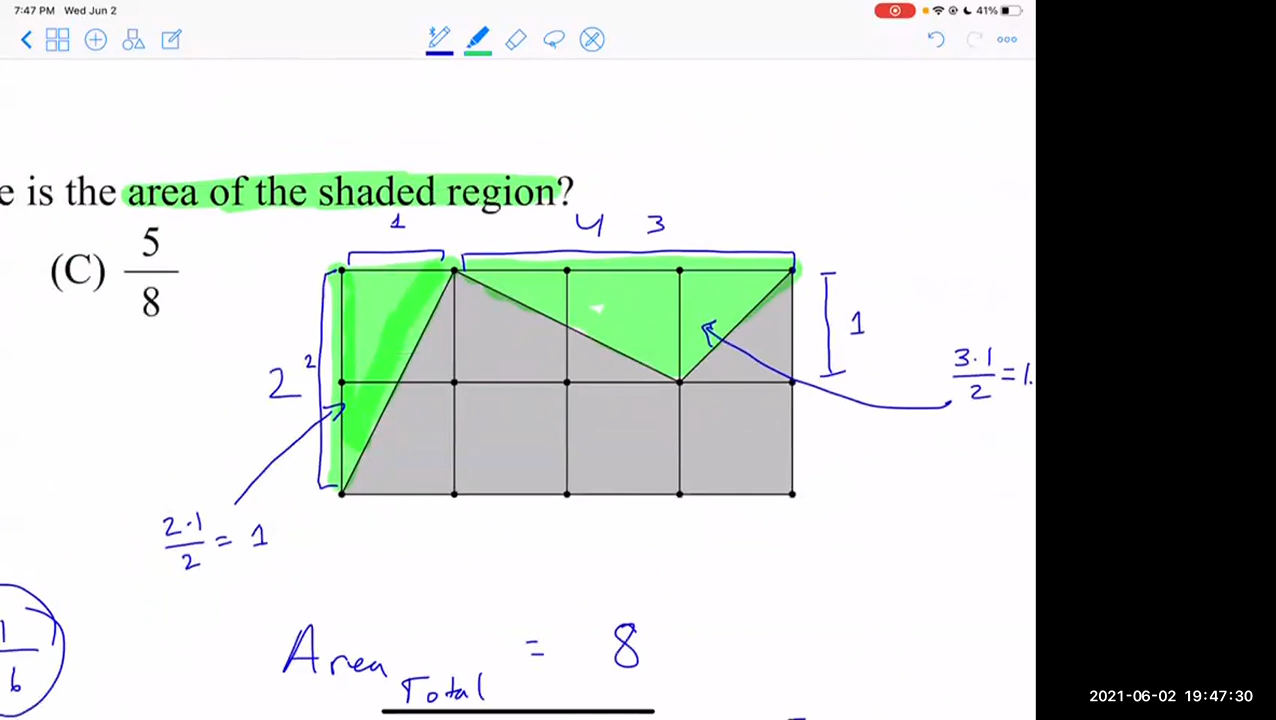 7:47 PM Wed Jun 2
41%
e is the area of the shaded region?
(C) 5/8
1
4 3
2
2
1
3·1/2 = 1.
2·1/2 = 1
1
6
Area Total = 8
2021-06-02 19:47:30